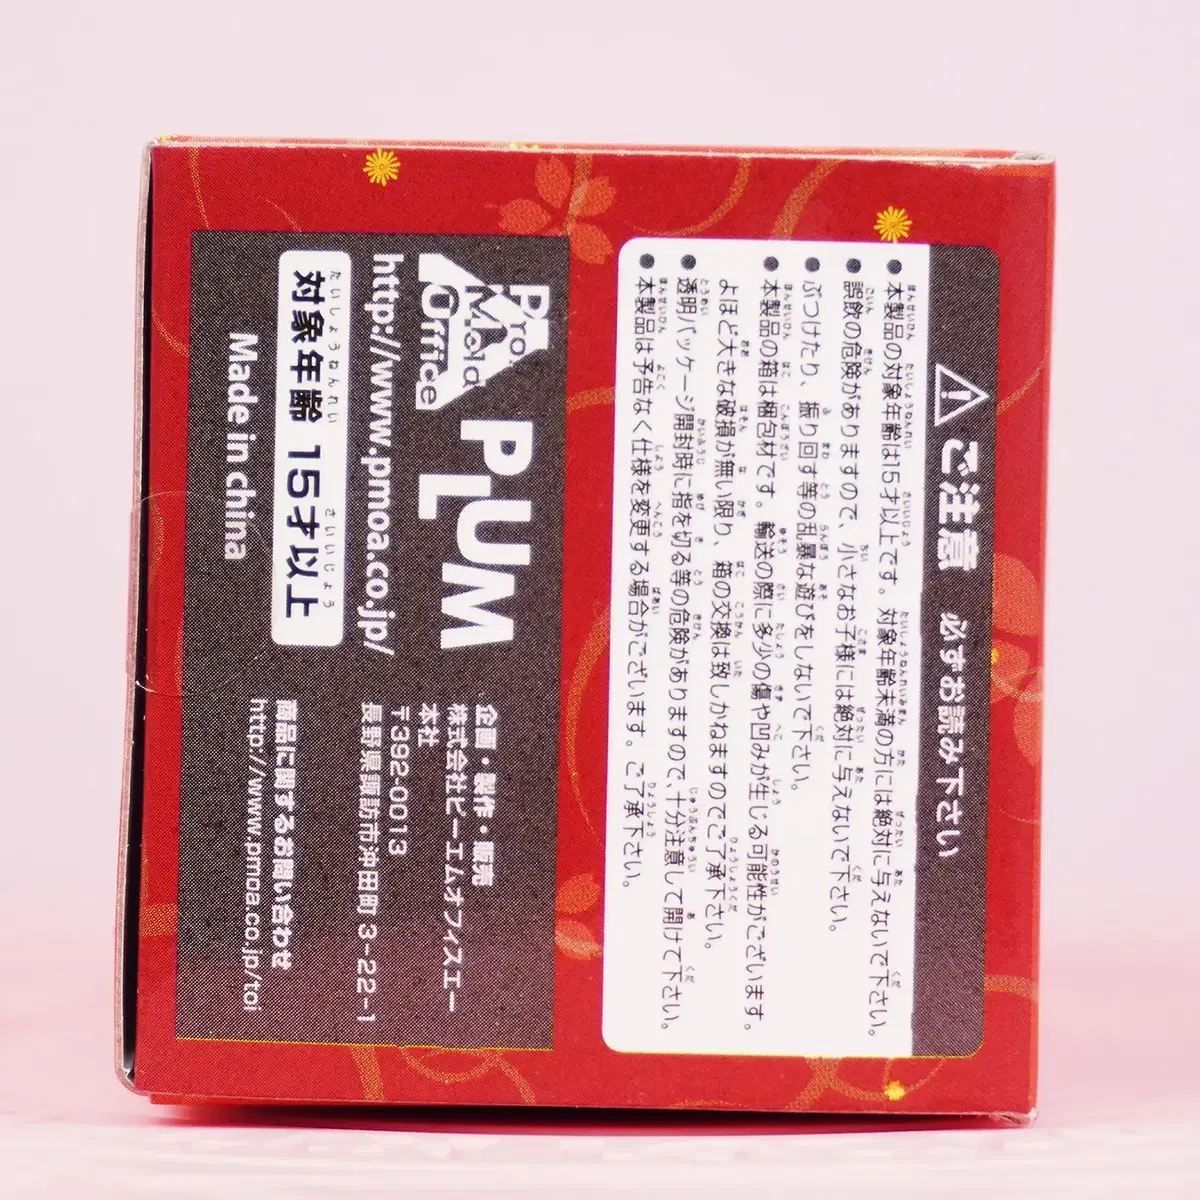 ご注意 必ずお読み下さい
●本製品の対象年齢は15才以上です。対象年齢未満の方には絶対に与えないで下さい。
●誤飲の危険がありますので、小さなお子様には絶対に与えないで下さい。
●ぶつけたり、振り回す等の乱暴な遊びをしないで下さい。
●本製品の箱は梱包材です。輸送の際に多少の傷や凹みが生じる可能性がございます。
よほど大きな破損が無い限り、箱の交換は致しかねますのでご了承下さい。
●透明パッケージ開封時に指を切る等の危険がありますので、十分注意して開けて下さい。
●本製品は予告なく仕様を変更する場合がございます。ご了承下さい。
Pro
Mola
Office
PLUM
http://www.pmoa.co.jp/
対象年齢 15才以上
Made in china
企画・製作・販売
株式会社ピーエムオフィスエー
本社
〒392-0013
長野県諏訪市沖田町 3-22-1
商品に関するお問い合わせ
http://www.pmoa.co.jp/toi